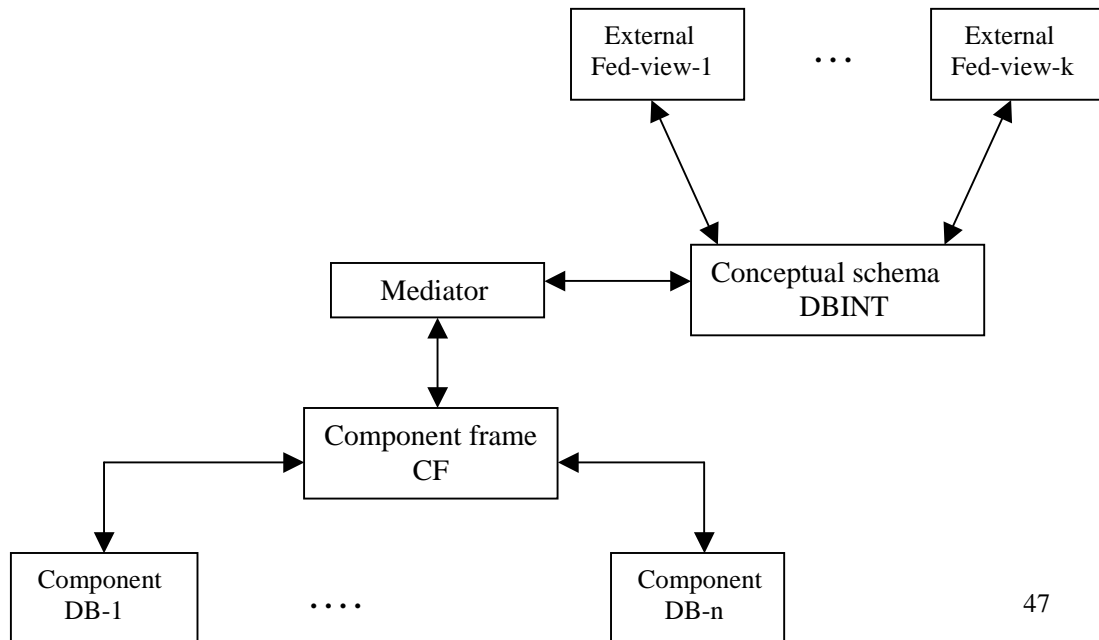 External
Fed-view-1
...
External
Fed-view-k
Conceptual schema
DBINT
Mediator
Component frame
CF
Component
DB-1
....
Component
DB-n
47